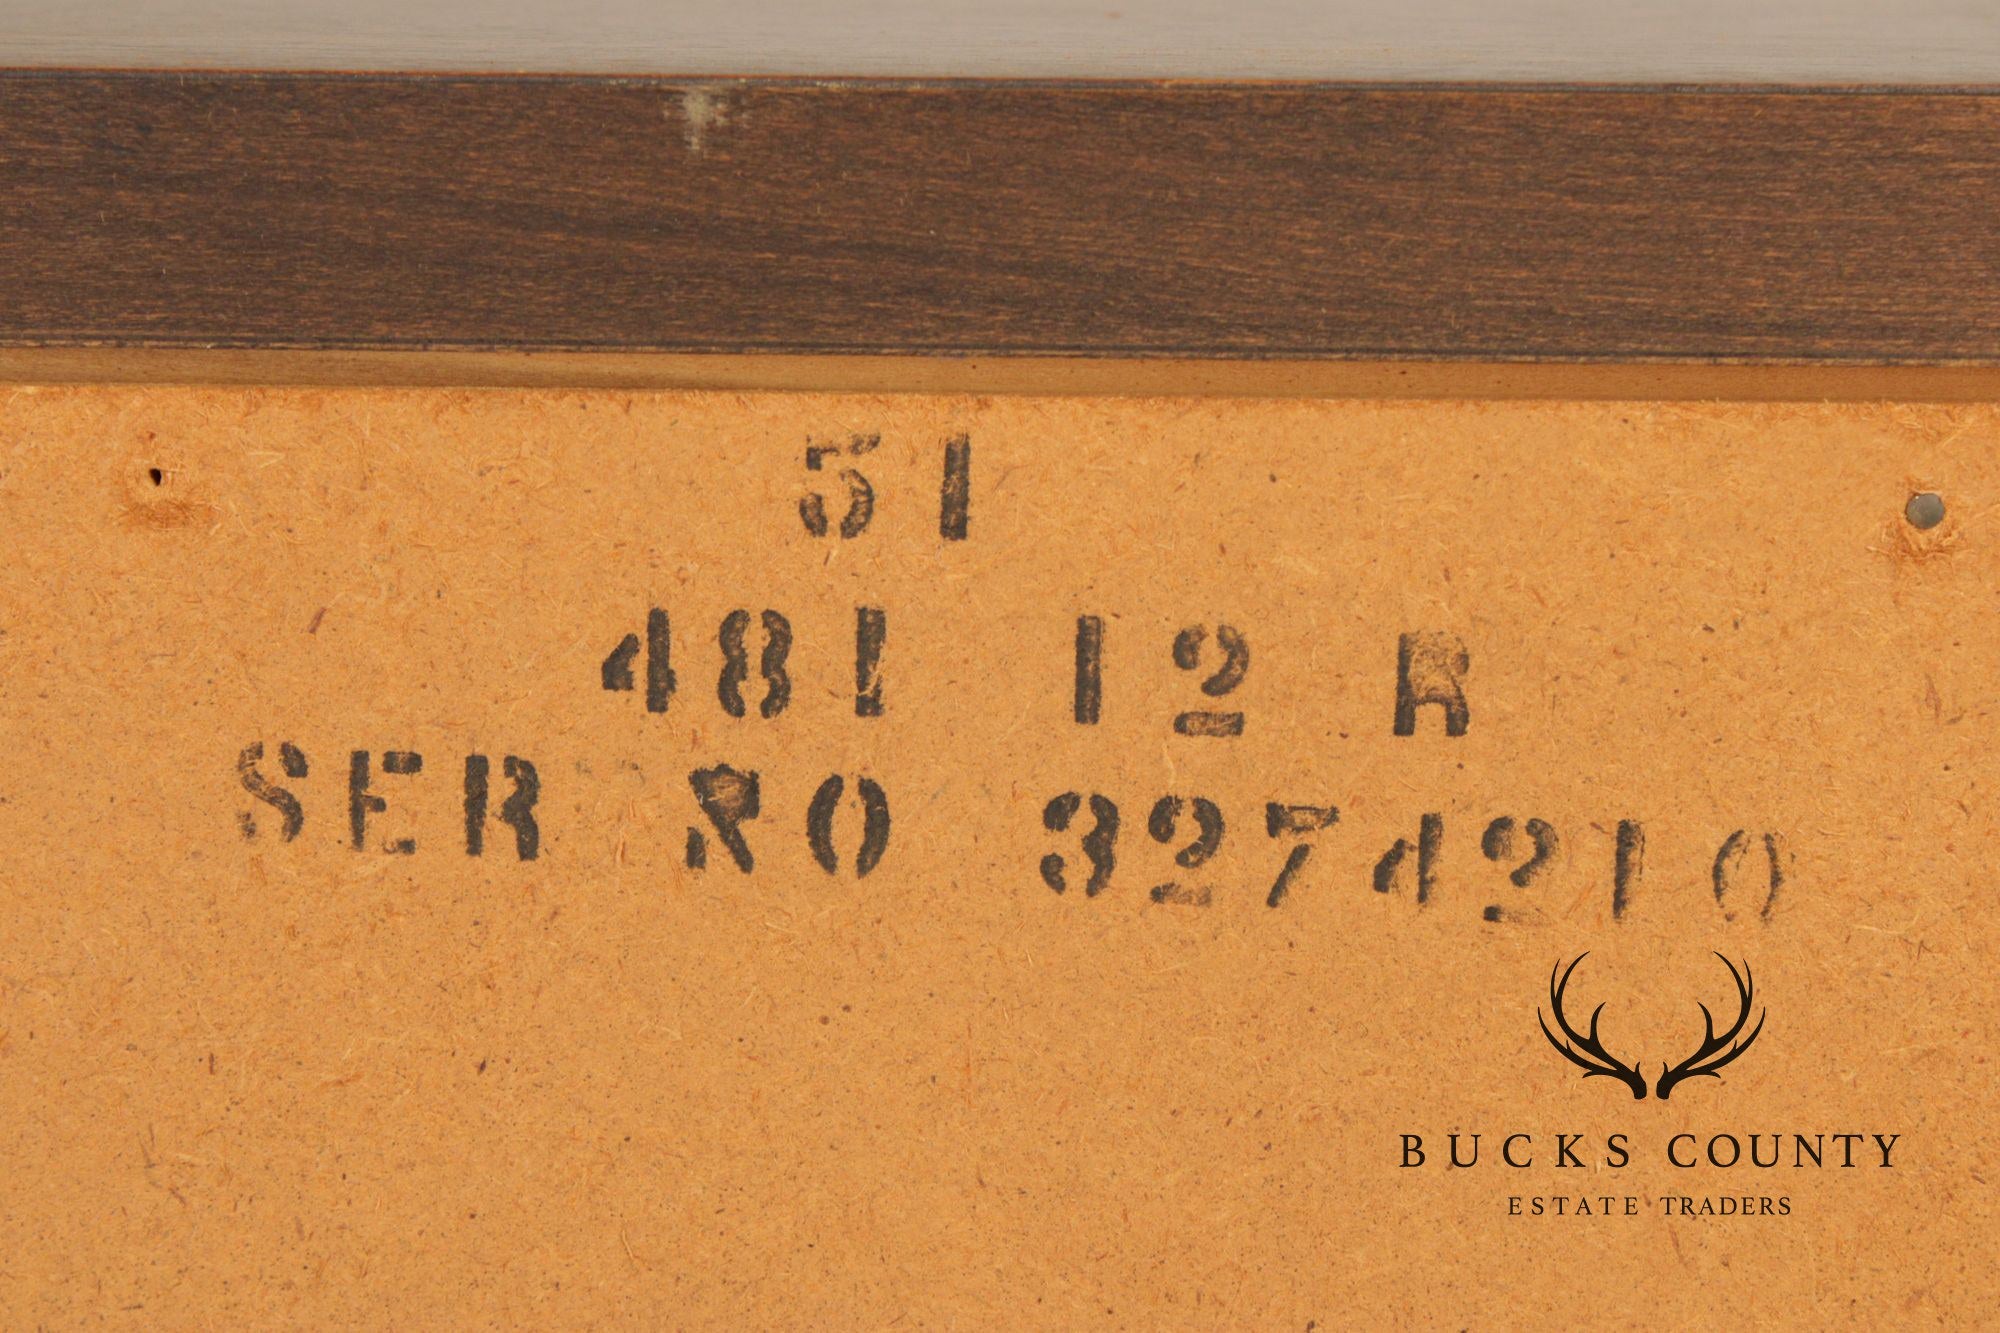 51
481 12 R
SER NO 3274210
BUCKS COUNTY
ESTATE TRADERS